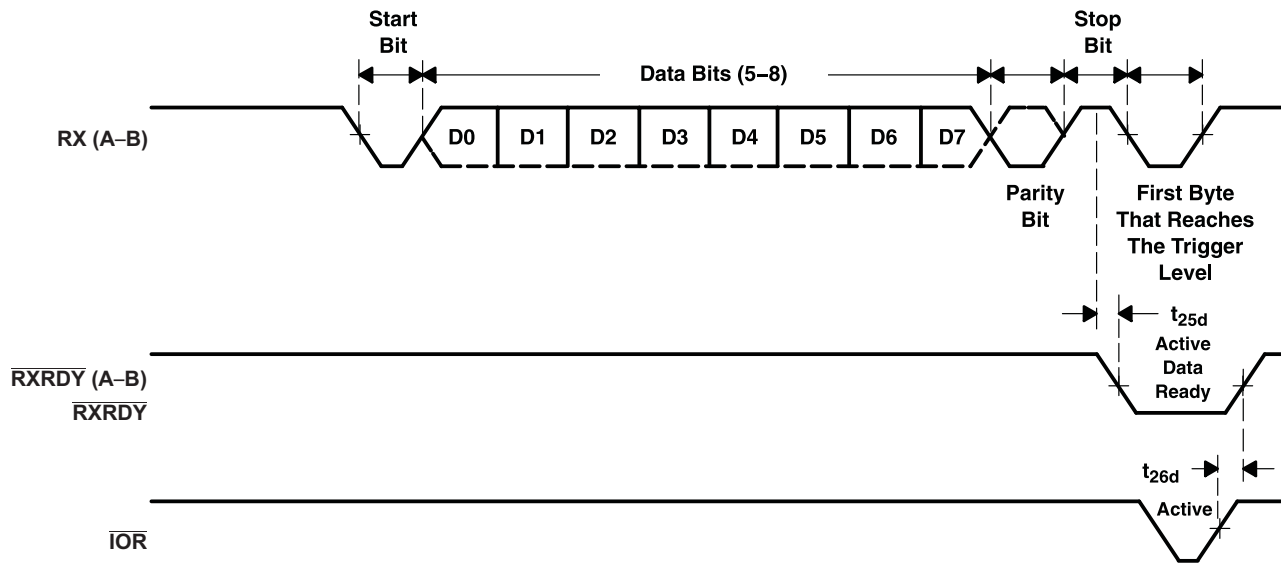 Start
Bit
Stop
Bit
Data Bits (5–8)
RX (A–B)
D0
D1
D2
D3
D4
D5
D6
D7
Parity
Bit
First Byte
That Reaches
The Trigger
Level
t25d
Active
Data
Ready
RXRDY (A–B)
RXRDY
t26d
Active
IOR